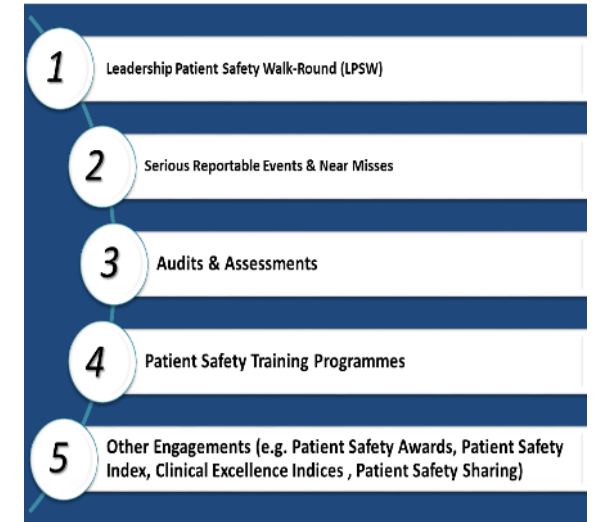 1
Leadership Patient Safety Walk-Round (LPSW)
2
Serious Reportable Events & Near Misses
3
Audits & Assessments
4
Patient Safety Training Programmes
5
Other Engagements (e.g. Patient Safety Awards, Patient Safety
Index, Clinical Excellence Indices , Patient Safety Sharing)